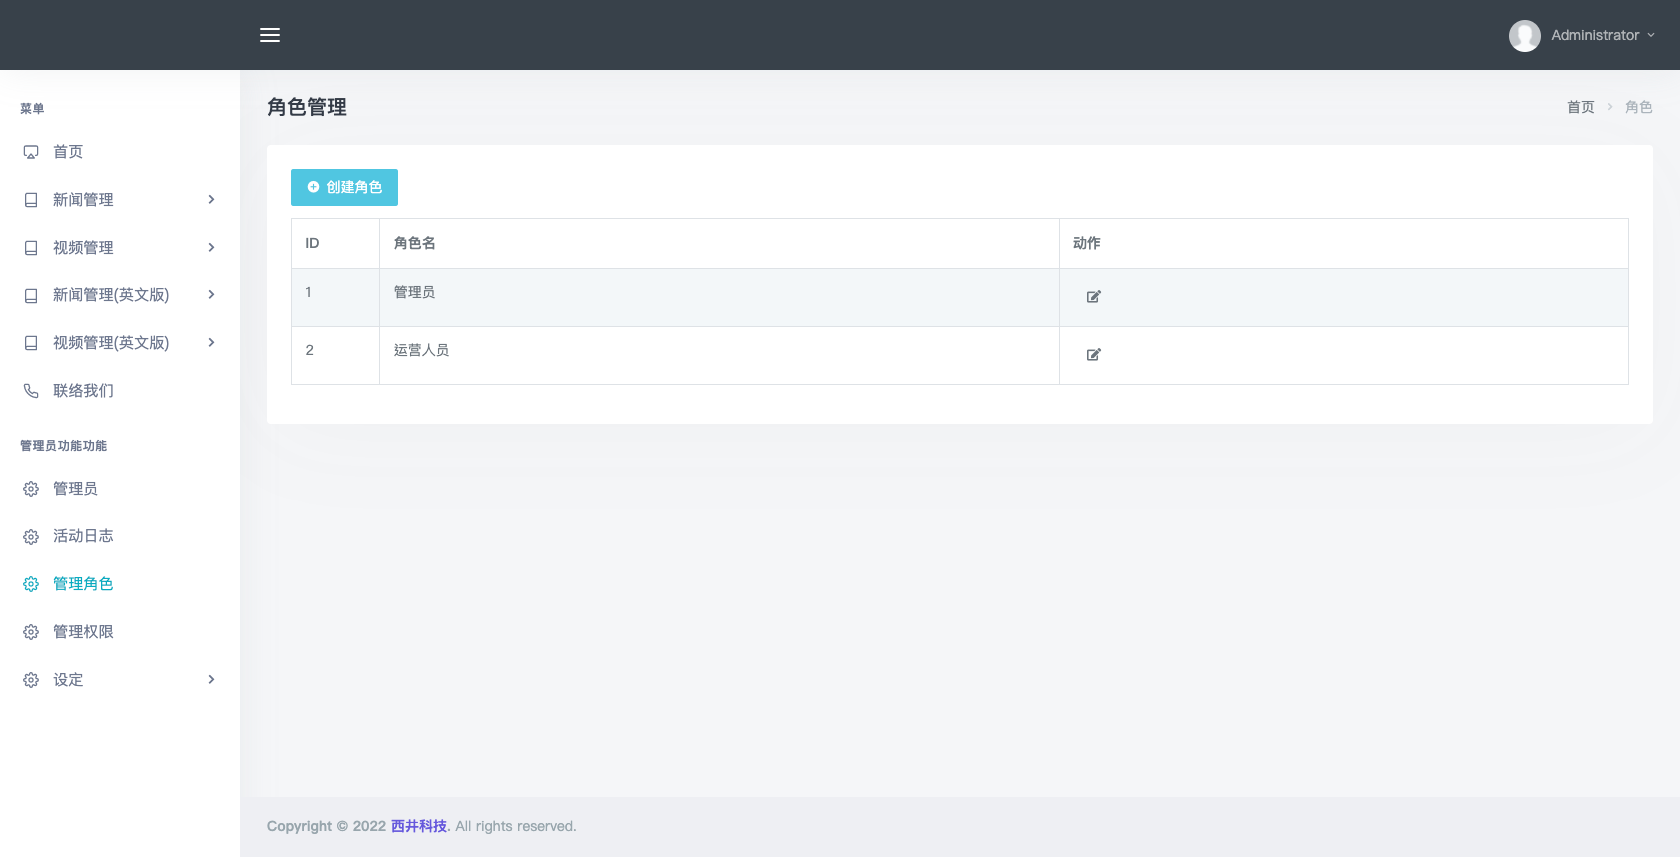 Administrator
菜单
首页
新闻管理
视频管理
新闻管理(英文版)
视频管理(英文版)
联络我们
管理员功能功能
管理员
活动日志
管理角色
管理权限
设定
角色管理
首页 > 角色
创建角色
ID 角色名 动作
1 管理员
2 运营人员
Copyright © 2022 西井科技. All rights reserved.